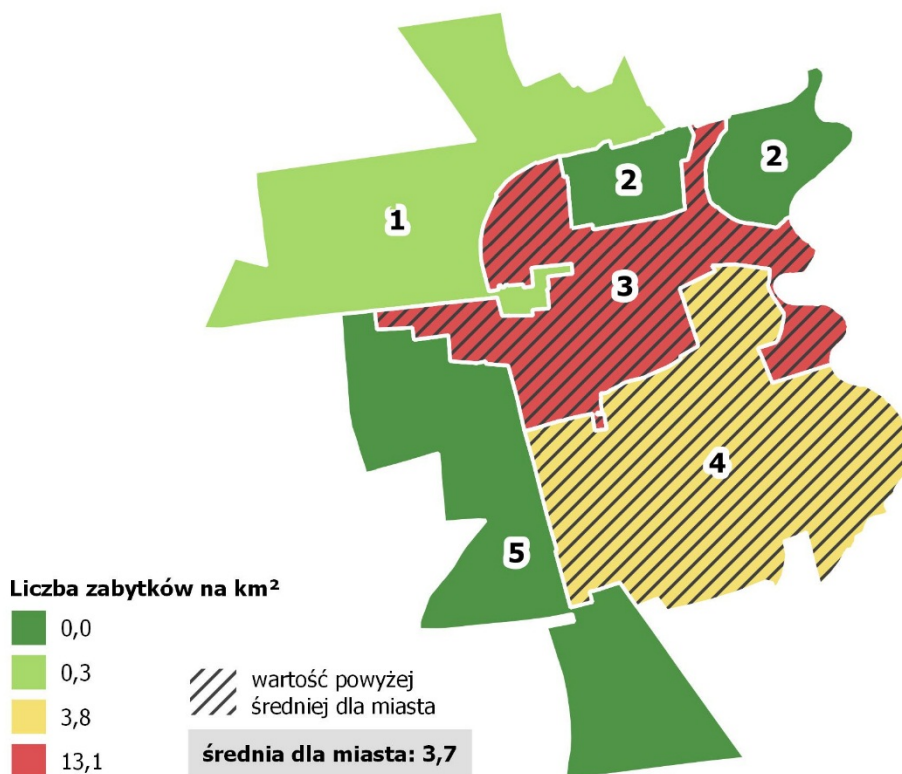 2
2
1
3
4
5
Liczba zabytków na km²
0,0
0,3
3,8
13,1
wartość powyżej
średniej dla miasta
średnia dla miasta: 3,7